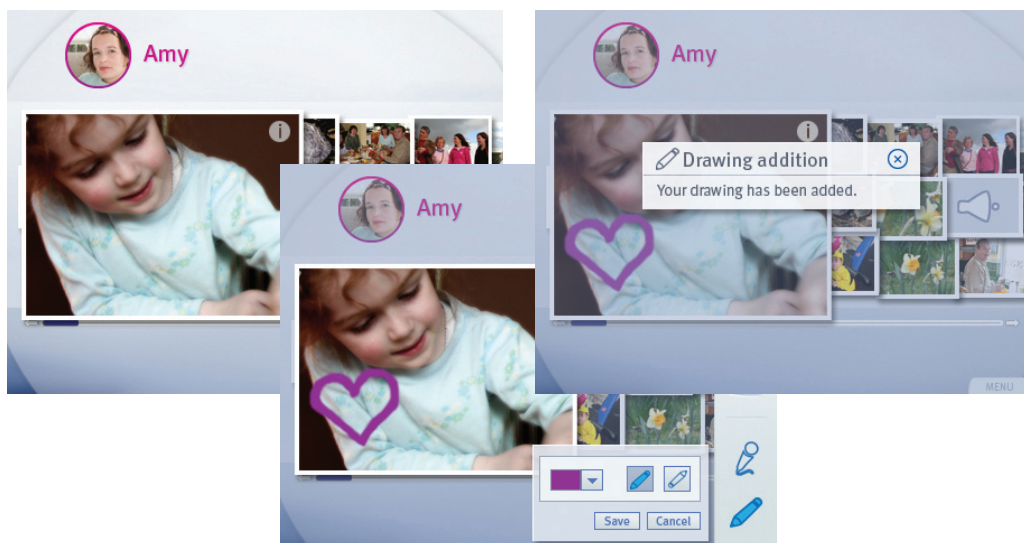 Amy
Amy
Drawing addition
Your drawing has been added.
MENU
Amy
Save
Cancel